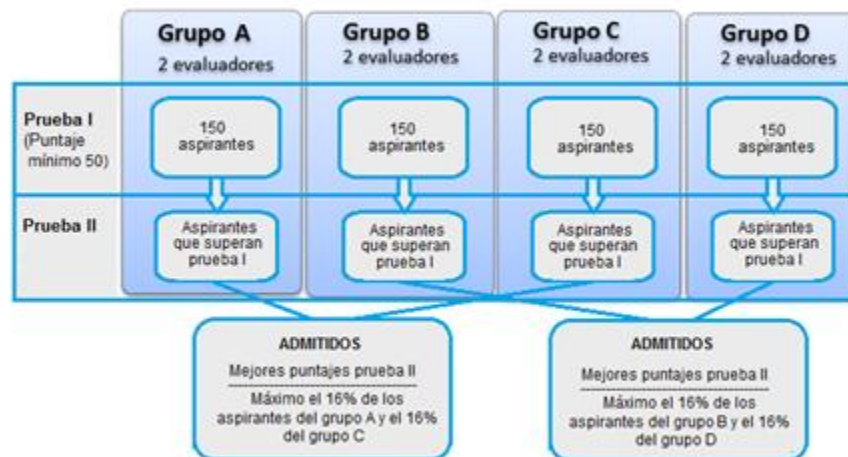 Grupo A
2 evaluadores
Grupo B
2 evaluadores
Grupo C
2 evaluadores
Grupo D
2 evaluadores
Prueba I
(Puntaje
mínimo 50)
150
aspirantes
150
aspirantes
150
aspirantes
150
aspirantes
Prueba II
Aspirantes
que superan
prueba I
Aspirantes
que superan
prueba I
Aspirantes
que superan
prueba I
Aspirantes
que superan
prueba I
ADMITIDOS
Mejores puntajes prueba II
Máximo el 16% de los
aspirantes del grupo A y el 16%
del grupo C
ADMITIDOS
Mejores puntajes prueba II
Máximo el 16% de los
aspirantes del grupo B y el 16%
del grupo D